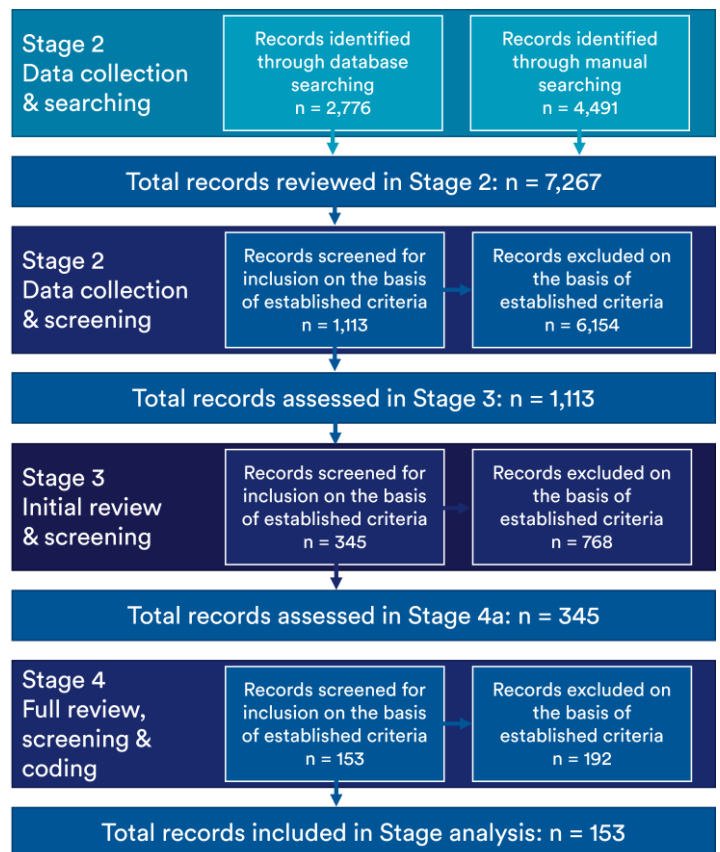 Stage 2
Data collection
& searching
Records identified
through database
searching
n = 2,776
Records identified
through manual
searching
n = 4,491
Total records reviewed in Stage 2: n = 7,267
Stage 2
Data collection
& screening
Records screened for
inclusion on the basis
of established criteria
n = 1,113
Records excluded on
the basis of
established criteria
n = 6,154
Total records assessed in Stage 3: n = 1,113
Stage 3
Initial review
& screening
Records screened for
inclusion on the basis
of established criteria
n = 345
Records excluded on
the basis of
established criteria
n = 768
Total records assessed in Stage 4a: n = 345
Stage 4
Full review,
screening &
coding
Records screened for
inclusion on the basis
of established criteria
n = 153
Records excluded on
the basis of
established criteria
n = 192
Total records included in Stage analysis: n = 153